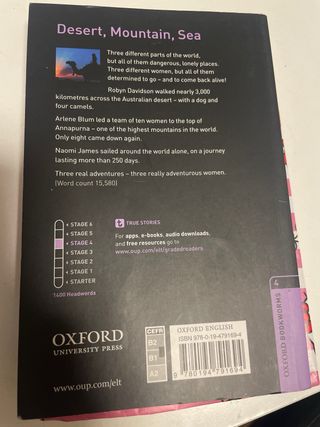 Desert, Mountain, Sea
Three different parts of the world,
but all of them dangerous, lonely places.
Three different women, but all of them
determined to go – and to come back alive!
Robyn Davidson walked nearly 3,000
kilometres across the Australian desert – with a dog and
four camels.
Arlene Blum led a team of ten women to the top of
Annapurna – one of the highest mountains in the world.
Only eight came down again.
Naomi James sailed around the world alone, on a journey
lasting more than 250 days.
Three real adventures – three really adventurous women.
(Word count 15,580)
STAGE 6
STAGE 5
STAGE 4
STAGE 3
STAGE 2
STAGE 1
STARTER
1400 Headwords
t TRUE STORIES
For apps, e-books, audio downloads,
and free resources go to
www.oup.com/elt/gradedreaders
4
OXFORD BOOKWORMS
OXFORD
UNIVERSITY PRESS
www.oup.com/elt
CEFR
B2
B1
A2
OXFORD ENGLISH
ISBN 978-0-19-479169-4
9 780194 791694